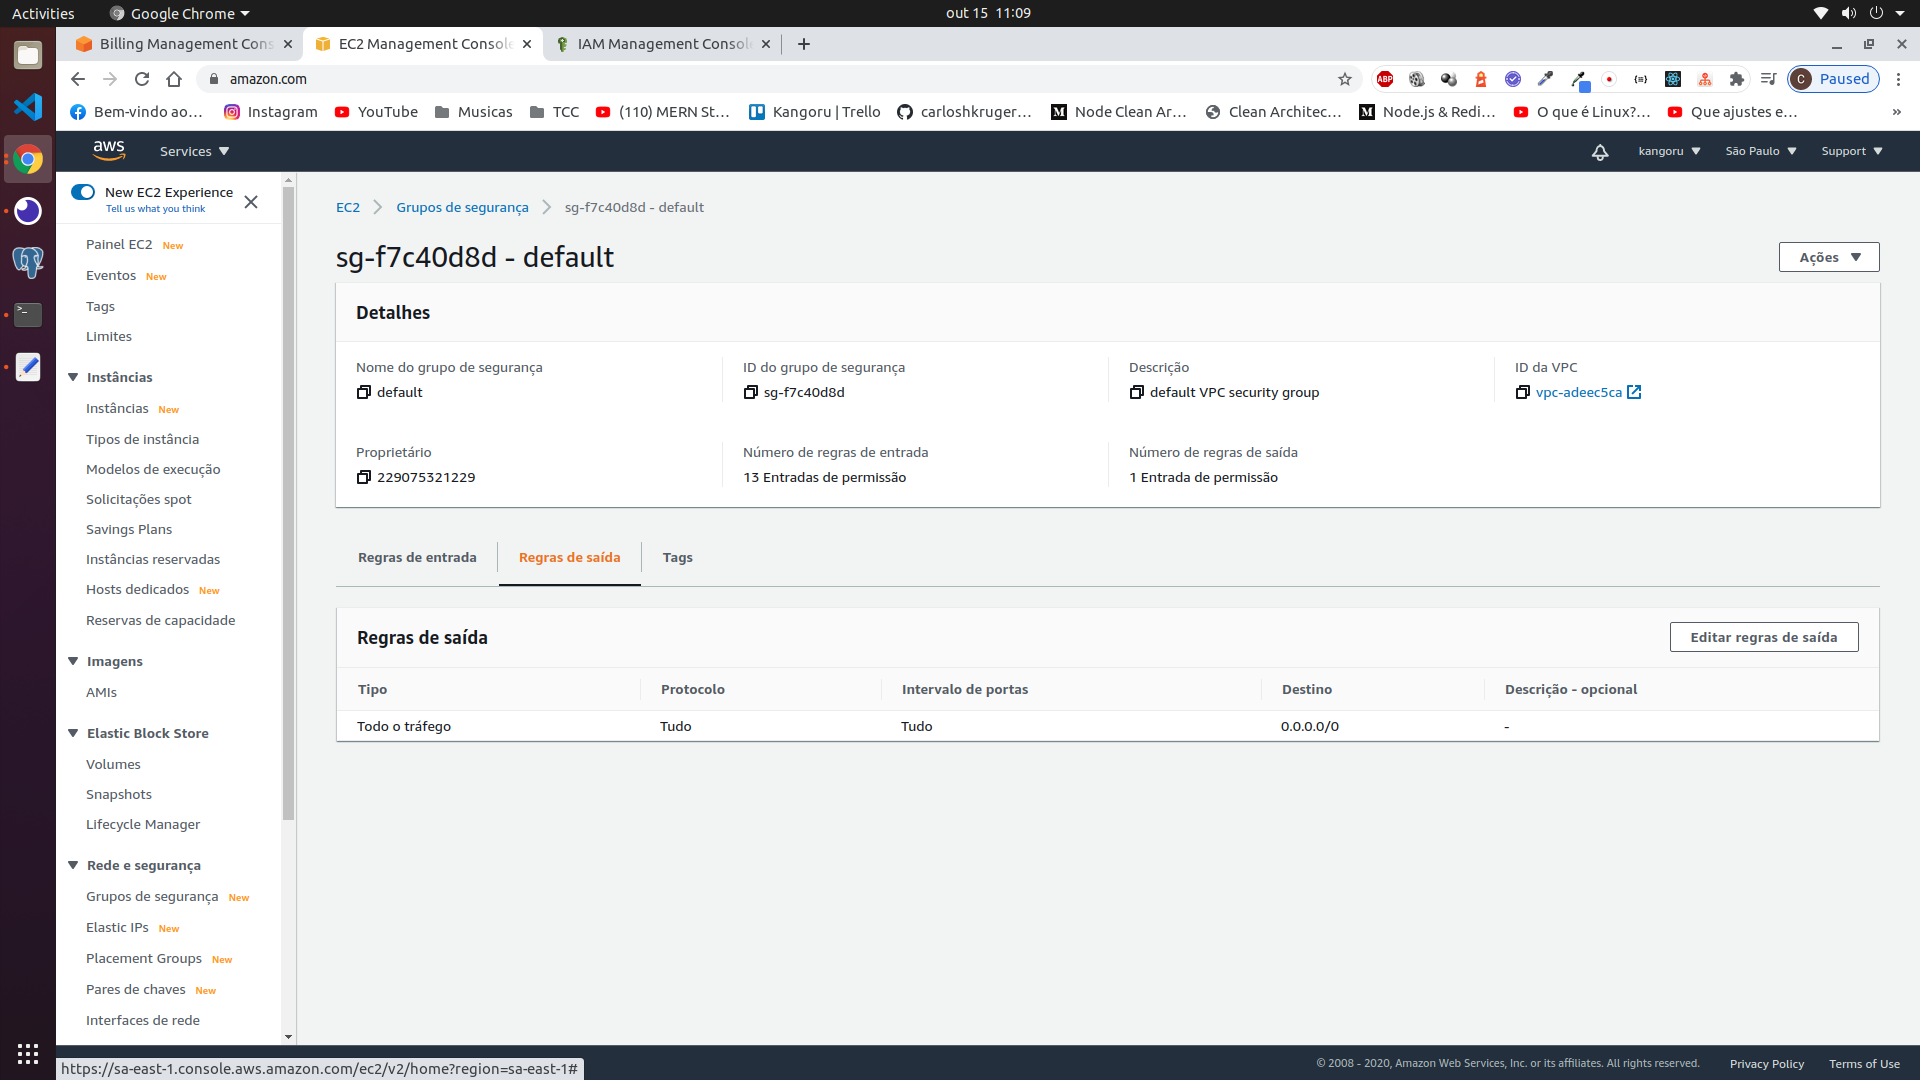 Activities
Google Chrome
out 15 11:09
Billing Management Cons
EC2 Management Console
IAM Management Consol
amazon.com
ABP
C Paused
Bem-vindo ao...
Instagram
YouTube
Musicas
TCC
(110) MERN St...
Kangoru | Trello
carloshkruger...
Node Clean Ar...
Clean Architec...
Node.js & Redi...
O que é Linux?...
Que ajustes e...
»
aws
Services
kangoru
São Paulo
Support
New EC2 Experience
Tell us what you think
Painel EC2 New
Eventos New
Tags
Limites
Instâncias
Instâncias New
Tipos de instância
Modelos de execução
Solicitações spot
Savings Plans
Instâncias reservadas
Hosts dedicados New
Reservas de capacidade
Imagens
AMIs
Elastic Block Store
Volumes
Snapshots
Lifecycle Manager
Rede e segurança
Grupos de segurança New
Elastic IPs New
Placement Groups New
Pares de chaves New
Interfaces de rede
EC2 Grupos de segurança sg-f7c40d8d - default
sg-f7c40d8d - default
Ações
Detalhes
Nome do grupo de segurança
default
ID do grupo de segurança
sg-f7c40d8d
Descrição
default VPC security group
ID da VPC
vpc-adeec5ca
Proprietário
229075321229
Número de regras de entrada
13 Entradas de permissão
Número de regras de saída
1 Entrada de permissão
Regras de entrada
Regras de saída
Tags
Regras de saída
Editar regras de saída
Tipo Protocolo Intervalo de portas Destino Descrição - opcional
Todo o tráfego Tudo Tudo 0.0.0.0/0 -
https://sa-east-1.console.aws.amazon.com/ec2/v2/home?region=sa-east-1#
© 2008 - 2020, Amazon Web Services, Inc. or its affiliates. All rights reserved.
Privacy Policy
Terms of Use